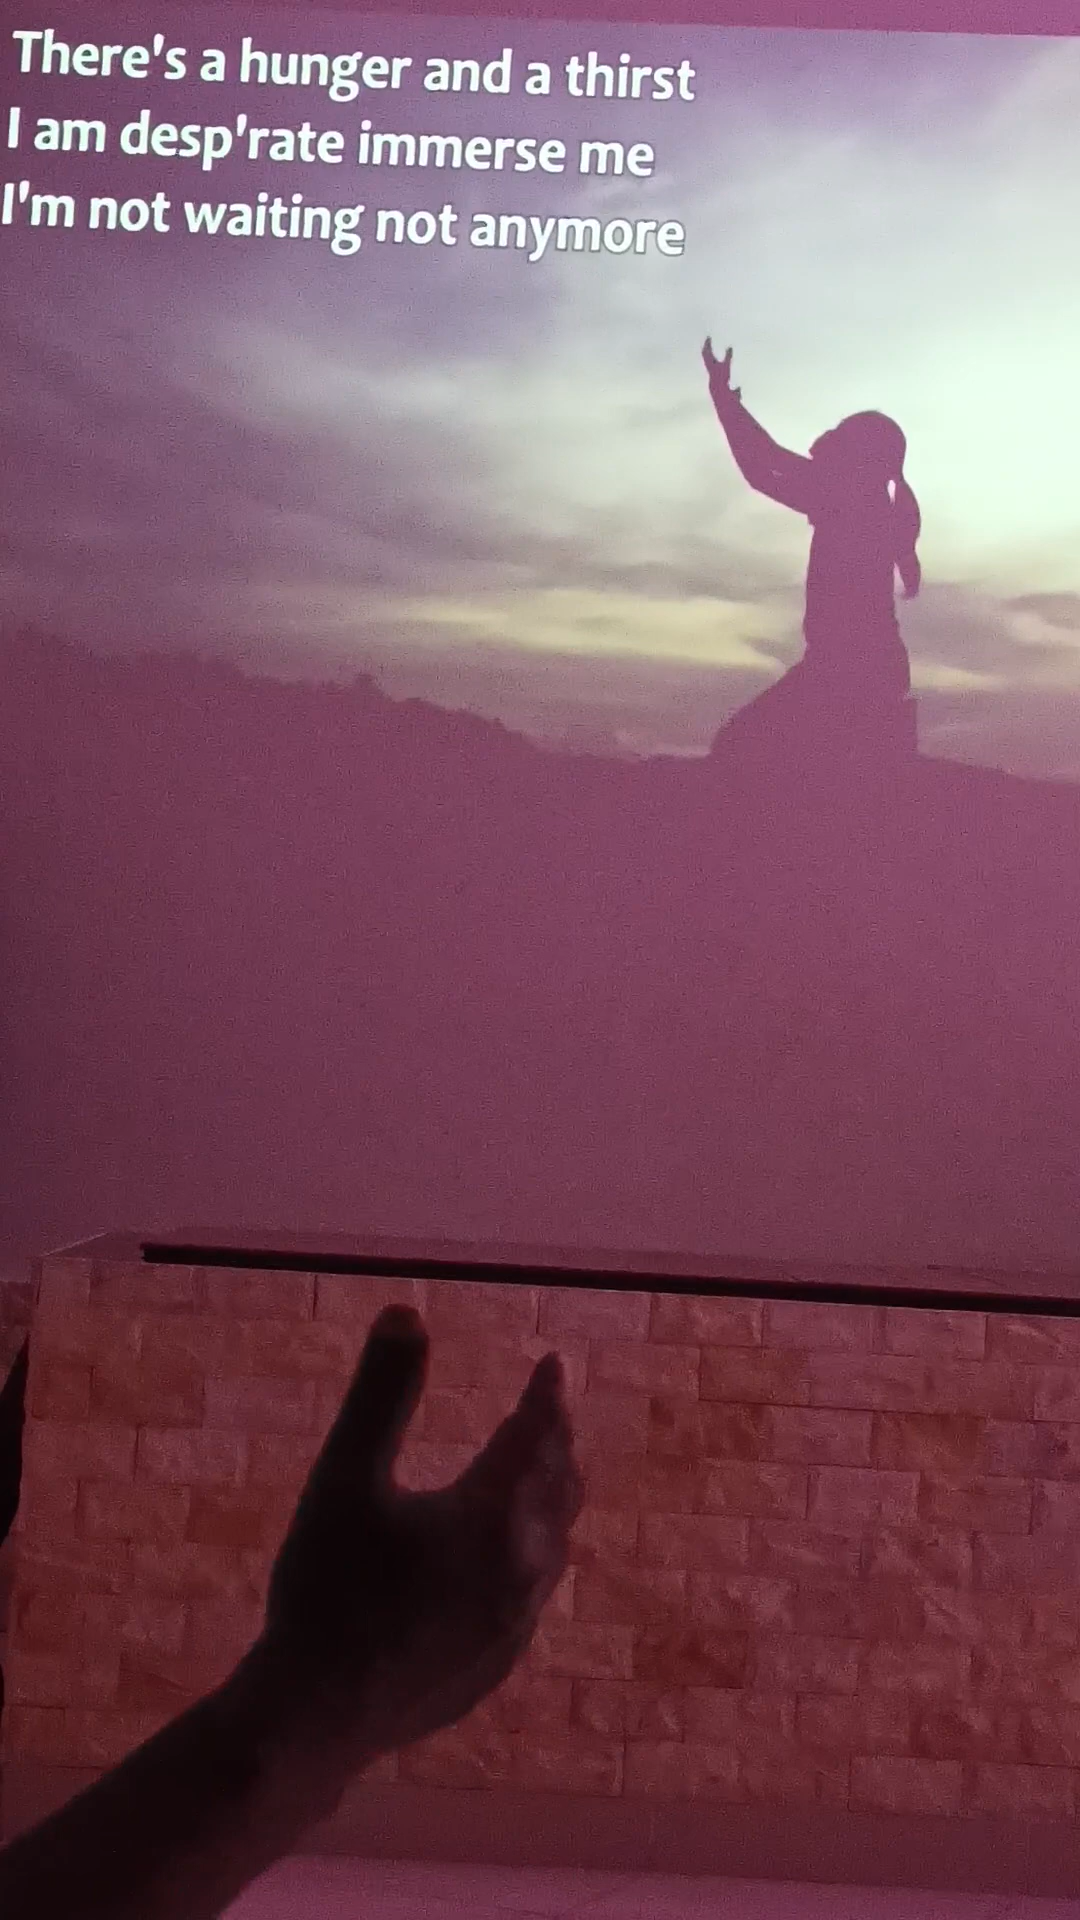 There's a hunger and a thirst
I am desp'rate immerse me
I'm not waiting not anymore